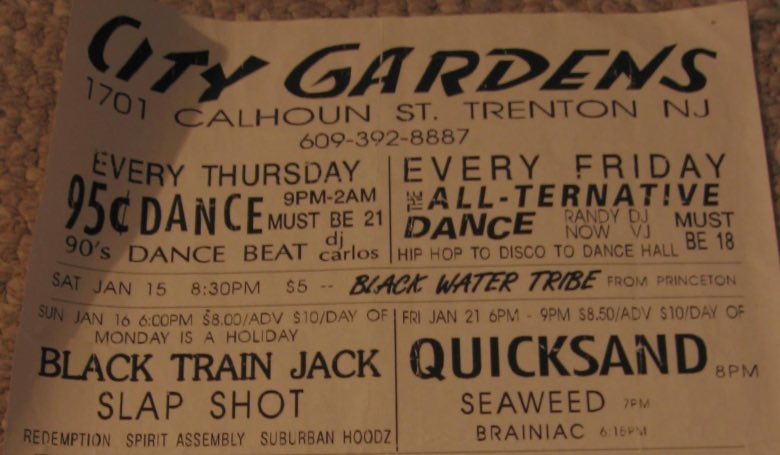 CITY GARDENS
1701 CALHOUN ST. TRENTON NJ
609-392-8887
EVERY THURSDAY
95¢ DANCE 9PM-2AM MUST BE 21
90's DANCE BEAT dj carlos
EVERY FRIDAY
THE ALL-TERNATIVE
DANCE RANDY DJ NOW VJ MUST BE 18
HIP HOP TO DISCO TO DANCE HALL
SAT JAN 15 8:30PM $5 -- BLACK WATER TRIBE FROM PRINCETON
SUN JAN 16 6:00PM $8.00/ADV $10/DAY OF
MONDAY IS A HOLIDAY
BLACK TRAIN JACK
SLAP SHOT
REDEMPTION SPIRIT ASSEMBLY SUBURBAN HOODZ
FRI JAN 21 6PM - 9PM $8.50/ADV $10/DAY OF
QUICKSAND 8PM
SEAWEED 7PM
BRAINIAC 6:15PM